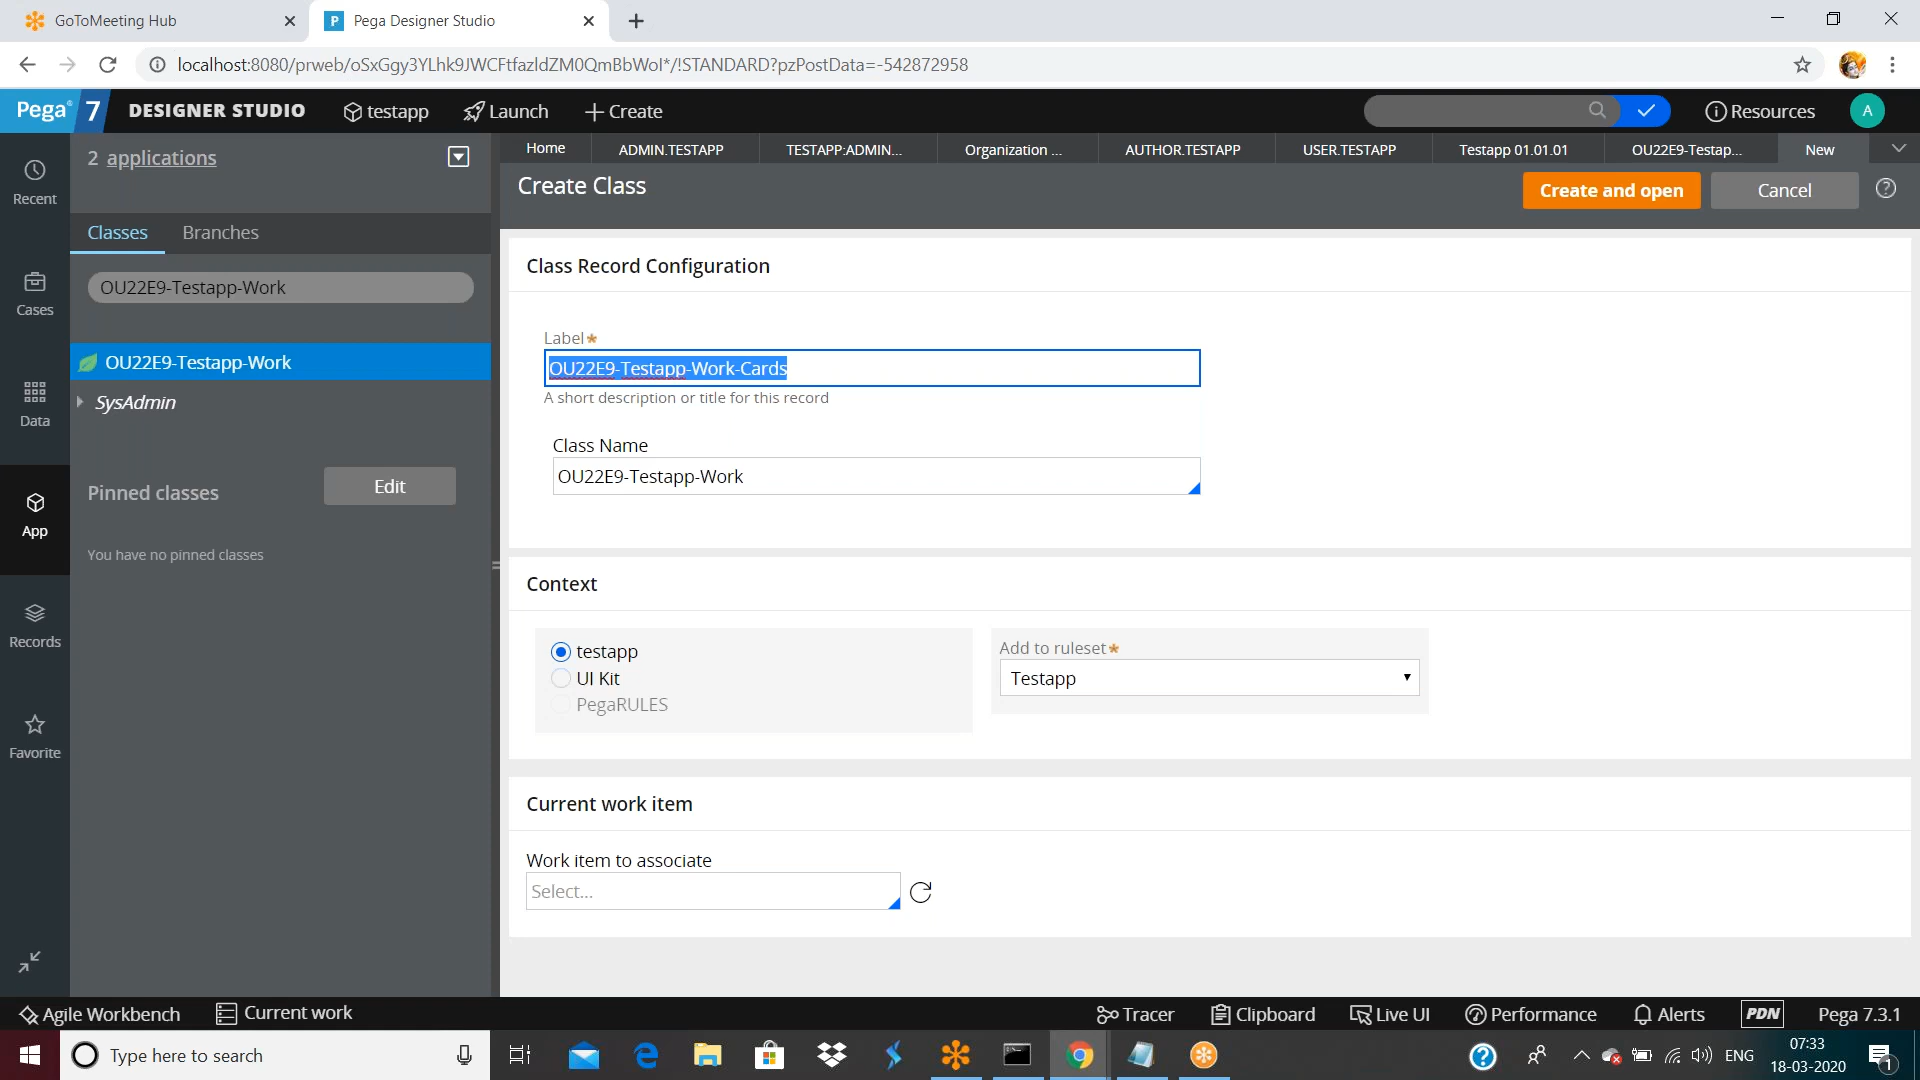 GoToMeeting Hub
Pega Designer Studio
localhost:8080/prweb/oSxGgy3YLhk9JWCFtfazldZM0QmBbWoI*/!STANDARD?pzPostData=-542872958
Pega 7 DESIGNER STUDIO testapp Launch Create Resources A
2 applications
Home ADMIN.TESTAPP TESTAPP:ADMIN... Organization ... AUTHOR.TESTAPP USER.TESTAPP Testapp 01.01.01 OU22E9-Testap... New
Recent
Cases
Data
App
Records
Favorite
Classes Branches
OU22E9-Testapp-Work
OU22E9-Testapp-Work
SysAdmin
Pinned classes Edit
You have no pinned classes
Create Class Create and open Cancel
Class Record Configuration
Label*
OU22E9-Testapp-Work-Cards
A short description or title for this record
Class Name
OU22E9-Testapp-Work
Context
testapp
UI Kit
PegaRULES
Add to ruleset*
Testapp
Current work item
Work item to associate
Select...
Agile Workbench Current work Tracer Clipboard Live UI Performance Alerts PDN Pega 7.3.1
Type here to search
ENG
07:33
18-03-2020
1